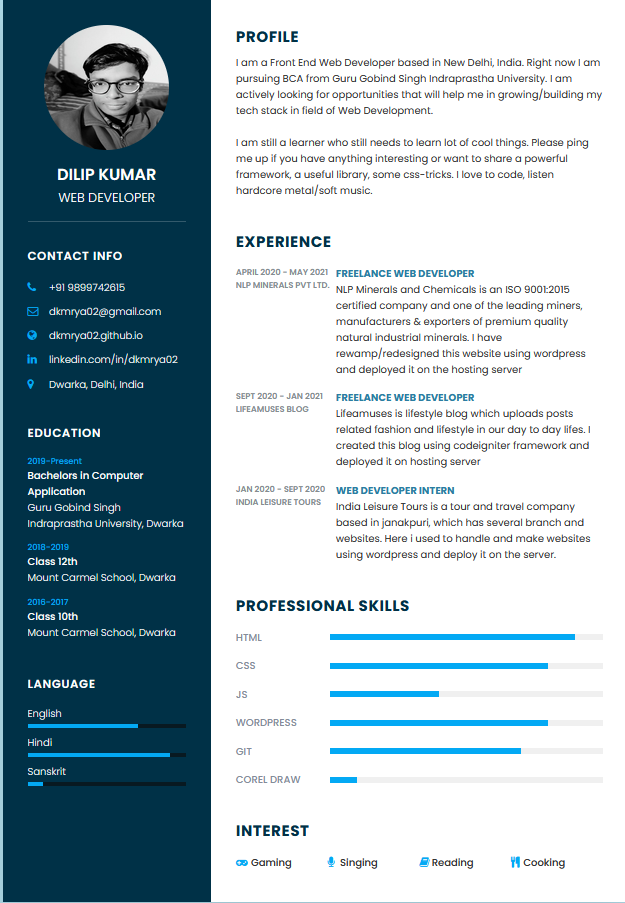 DILIP KUMAR
WEB DEVELOPER
CONTACT INFO
+91 9899742615
dkmrya02@gmail.com
dkmrya02.github.io
linkedin.com/in/dkmrya02
Dwarka, Delhi, India
EDUCATION
2019-Present
Bachelors in Computer
Application
Guru Gobind Singh
Indraprastha University, Dwarka
2018-2019
Class 12th
Mount Carmel School, Dwarka
2016-2017
Class 10th
Mount Carmel School, Dwarka
LANGUAGE
English
Hindi
Sanskrit
PROFILE
I am a Front End Web Developer based in New Delhi, India. Right now I am
pursuing BCA from Guru Gobind Singh Indraprastha University. I am
actively looking for opportunities that will help me in growing/building my
tech stack in field of Web Development.
I am still a learner who still needs to learn lot of cool things. Please ping
me up if you have anything interesting or want to share a powerful
framework, a useful library, some css-tricks. I love to code, listen
hardcore metal/soft music.
EXPERIENCE
APRIL 2020 - MAY 2021
NLP MINERALS PVT LTD.
FREELANCE WEB DEVELOPER
NLP Minerals and Chemicals is an ISO 9001:2015
certified company and one of the leading miners,
manufacturers & exporters of premium quality
natural industrial minerals. I have
rewamp/redesigned this website using wordpress
and deployed it on the hosting server
SEPT 2020 - JAN 2021
LIFEAMUSES BLOG
FREELANCE WEB DEVELOPER
Lifeamuses is lifestyle blog which uploads posts
related fashion and lifestyle in our day to day lifes. I
created this blog using codeigniter framework and
deployed it on hosting server
JAN 2020 - SEPT 2020
INDIA LEISURE TOURS
WEB DEVELOPER INTERN
India Leisure Tours is a tour and travel company
based in janakpuri, which has several branch and
websites. Here i used to handle and make websites
using wordpress and deploy it on the server.
PROFESSIONAL SKILLS
HTML
CSS
JS
WORDPRESS
GIT
COREL DRAW
INTEREST
Gaming
Singing
Reading
Cooking